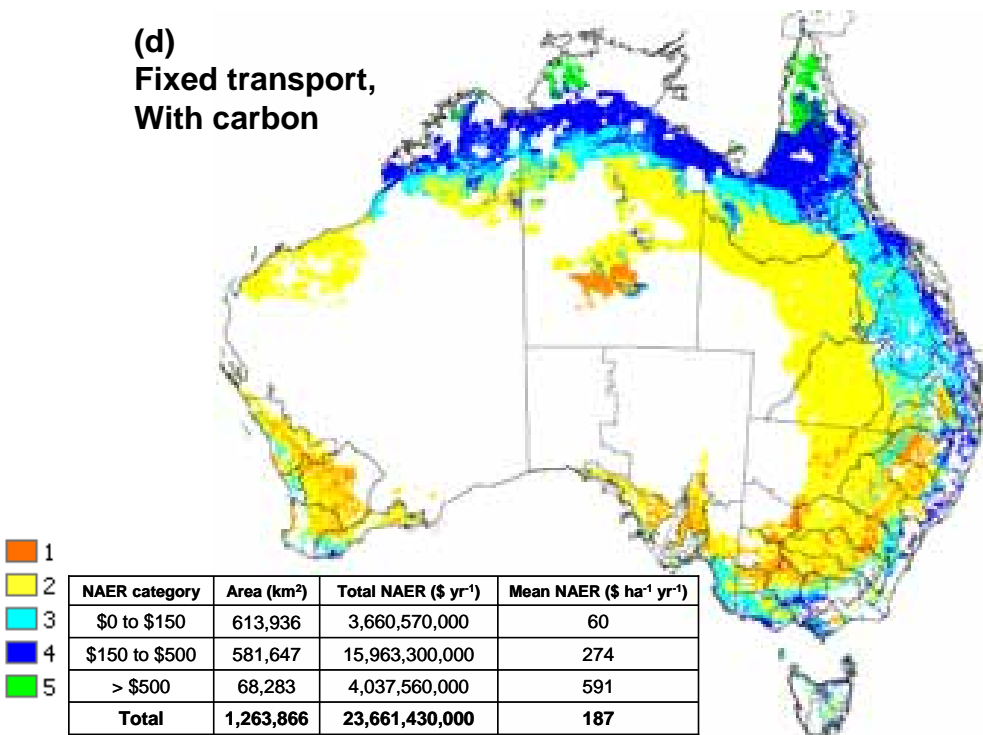 (d)
Fixed transport,
With carbon
1
2
3
4
5
NAER category Area (km²) Total NAER ($ yr⁻¹) Mean NAER ($ ha⁻¹ yr⁻¹)
$0 to $150 613,936 3,660,570,000 60
$150 to $500 581,647 15,963,300,000 274
> $500 68,283 4,037,560,000 591
Total 1,263,866 23,661,430,000 187